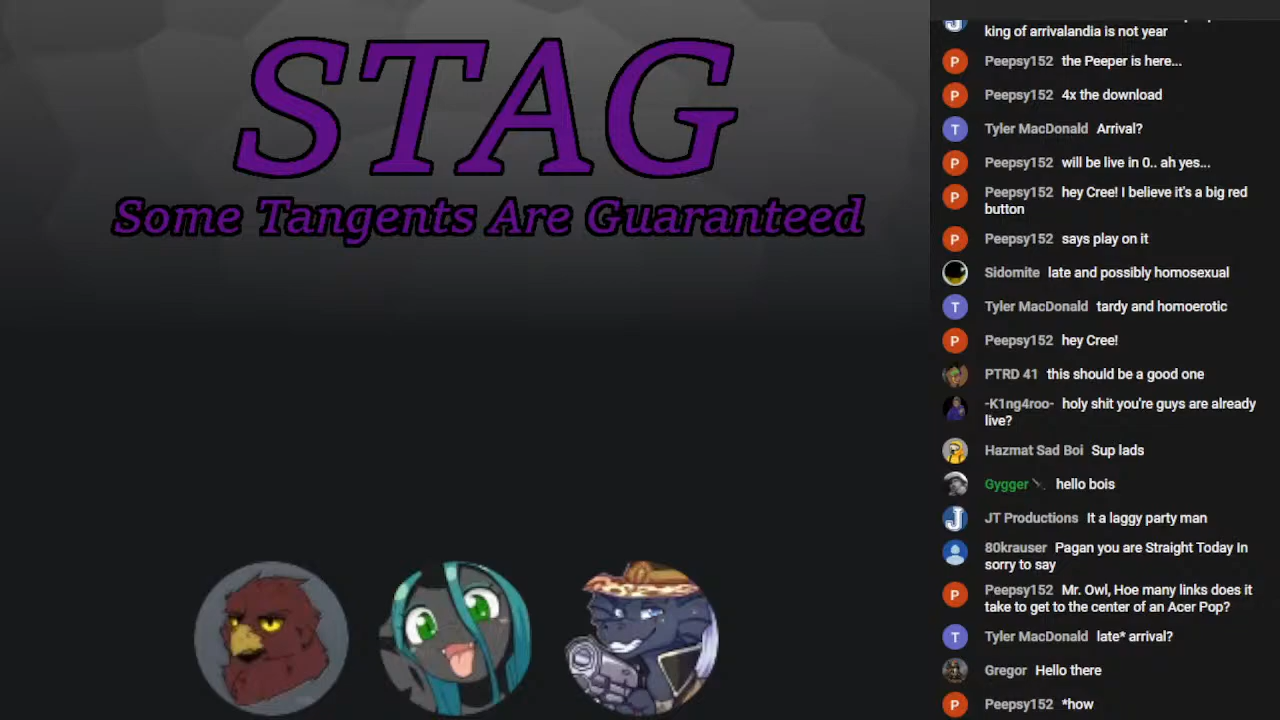 STAG
Some Tangents Are Guaranteed
king of arrivalandia is not year
Peepsy152 the Peeper is here...
Peepsy152 4x the download
Tyler MacDonald Arrival?
Peepsy152 will be live in 0.. ah yes...
Peepsy152 hey Cree! I believe it's a big red
button
Peepsy152 says play on it
Sidomite late and possibly homosexual
Tyler MacDonald tardy and homoerotic
Peepsy152 hey Cree!
PTRD 41 this should be a good one
-K1ng4roo- holy shit you're guys are already
live?
Hazmat Sad Boi Sup lads
Gygger hello bois
JT Productions It a laggy party man
80krauser Pagan you are Straight Today In
sorry to say
Peepsy152 Mr. Owl, Hoe many links does it
take to get to the center of an Acer Pop?
Tyler MacDonald late* arrival?
Gregor Hello there
Peepsy152 *how